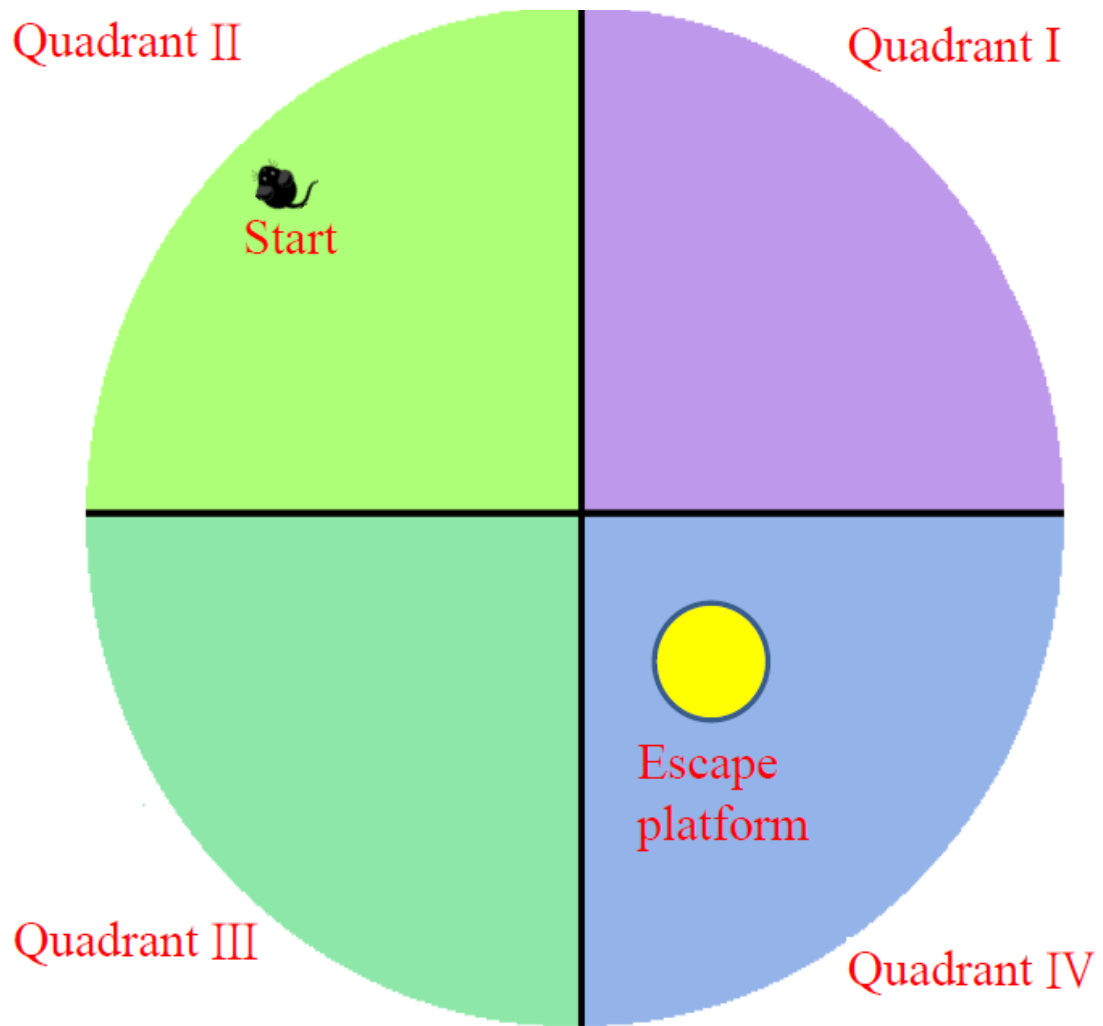 Quadrant Ⅱ
Quadrant Ⅰ
Start
Escape
platform
Quadrant Ⅲ
Quadrant Ⅳ